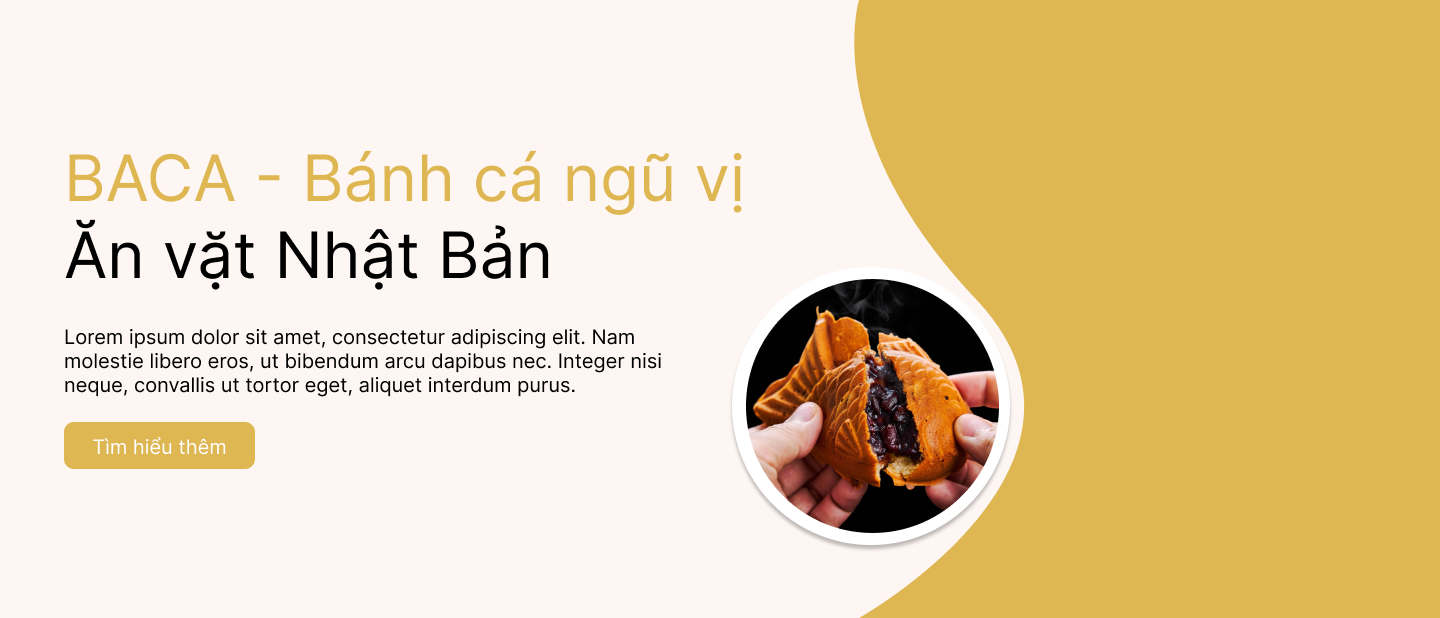 BACA - Bánh cá ngũ vị
Ăn vặt Nhật Bản
Lorem ipsum dolor sit amet, consectetur adipiscing elit. Nam
molestie libero eros, ut bibendum arcu dapibus nec. Integer nisi
neque, convallis ut tortor eget, aliquet interdum purus.
Tìm hiểu thêm